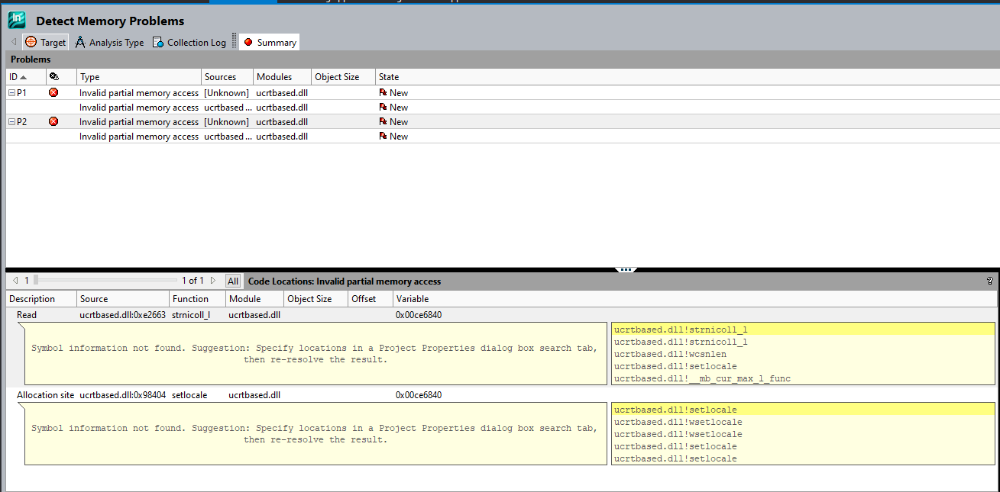 Detect Memory Problems
Target Analysis Type Collection Log Summary
Problems
ID Type Sources Modules Object Size State
P1 Invalid partial memory access [Unknown] ucrtbased.dll New
Invalid partial memory access ucrtbased ... ucrtbased.dll New
P2 Invalid partial memory access [Unknown] ucrtbased.dll New
Invalid partial memory access ucrtbased ... ucrtbased.dll New
1 1 of 1 All Code Locations: Invalid partial memory access ?
Description Source Function Module Object Size Offset Variable
Read ucrtbased.dll:0xe2663 strnicoll_l ucrtbased.dll 0x00ce6840
Symbol information not found. Suggestion: Specify locations in a Project Properties dialog box search tab,
then re-resolve the result.
ucrtbased.dll!strnicoll_l
ucrtbased.dll!strnicoll_l
ucrtbased.dll!wcsnlen
ucrtbased.dll!setlocale
ucrtbased.dll!__mb_cur_max_l_func
Allocation site ucrtbased.dll:0x98404 setlocale ucrtbased.dll 0x00ce6840
Symbol information not found. Suggestion: Specify locations in a Project Properties dialog box search tab,
then re-resolve the result.
ucrtbased.dll!setlocale
ucrtbased.dll!wsetlocale
ucrtbased.dll!wsetlocale
ucrtbased.dll!setlocale
ucrtbased.dll!setlocale